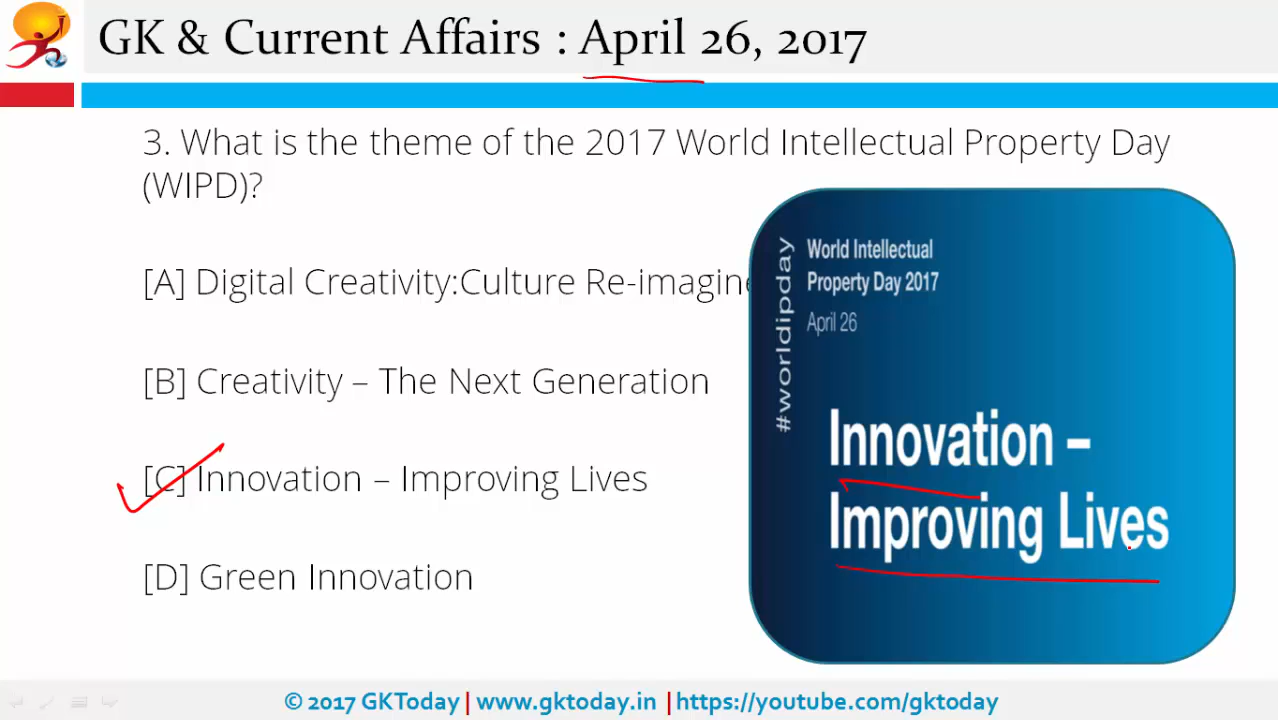 GK & Current Affairs : April 26, 2017
3. What is the theme of the 2017 World Intellectual Property Day
(WIPD)?
[A] Digital Creativity:Culture Re-imagine
[B] Creativity – The Next Generation
[C] Innovation – Improving Lives
[D] Green Innovation
#worldipday
World Intellectual
Property Day 2017
April 26
Innovation –
Improving Lives
© 2017 GKToday | www.gktoday.in | https://youtube.com/gktoday